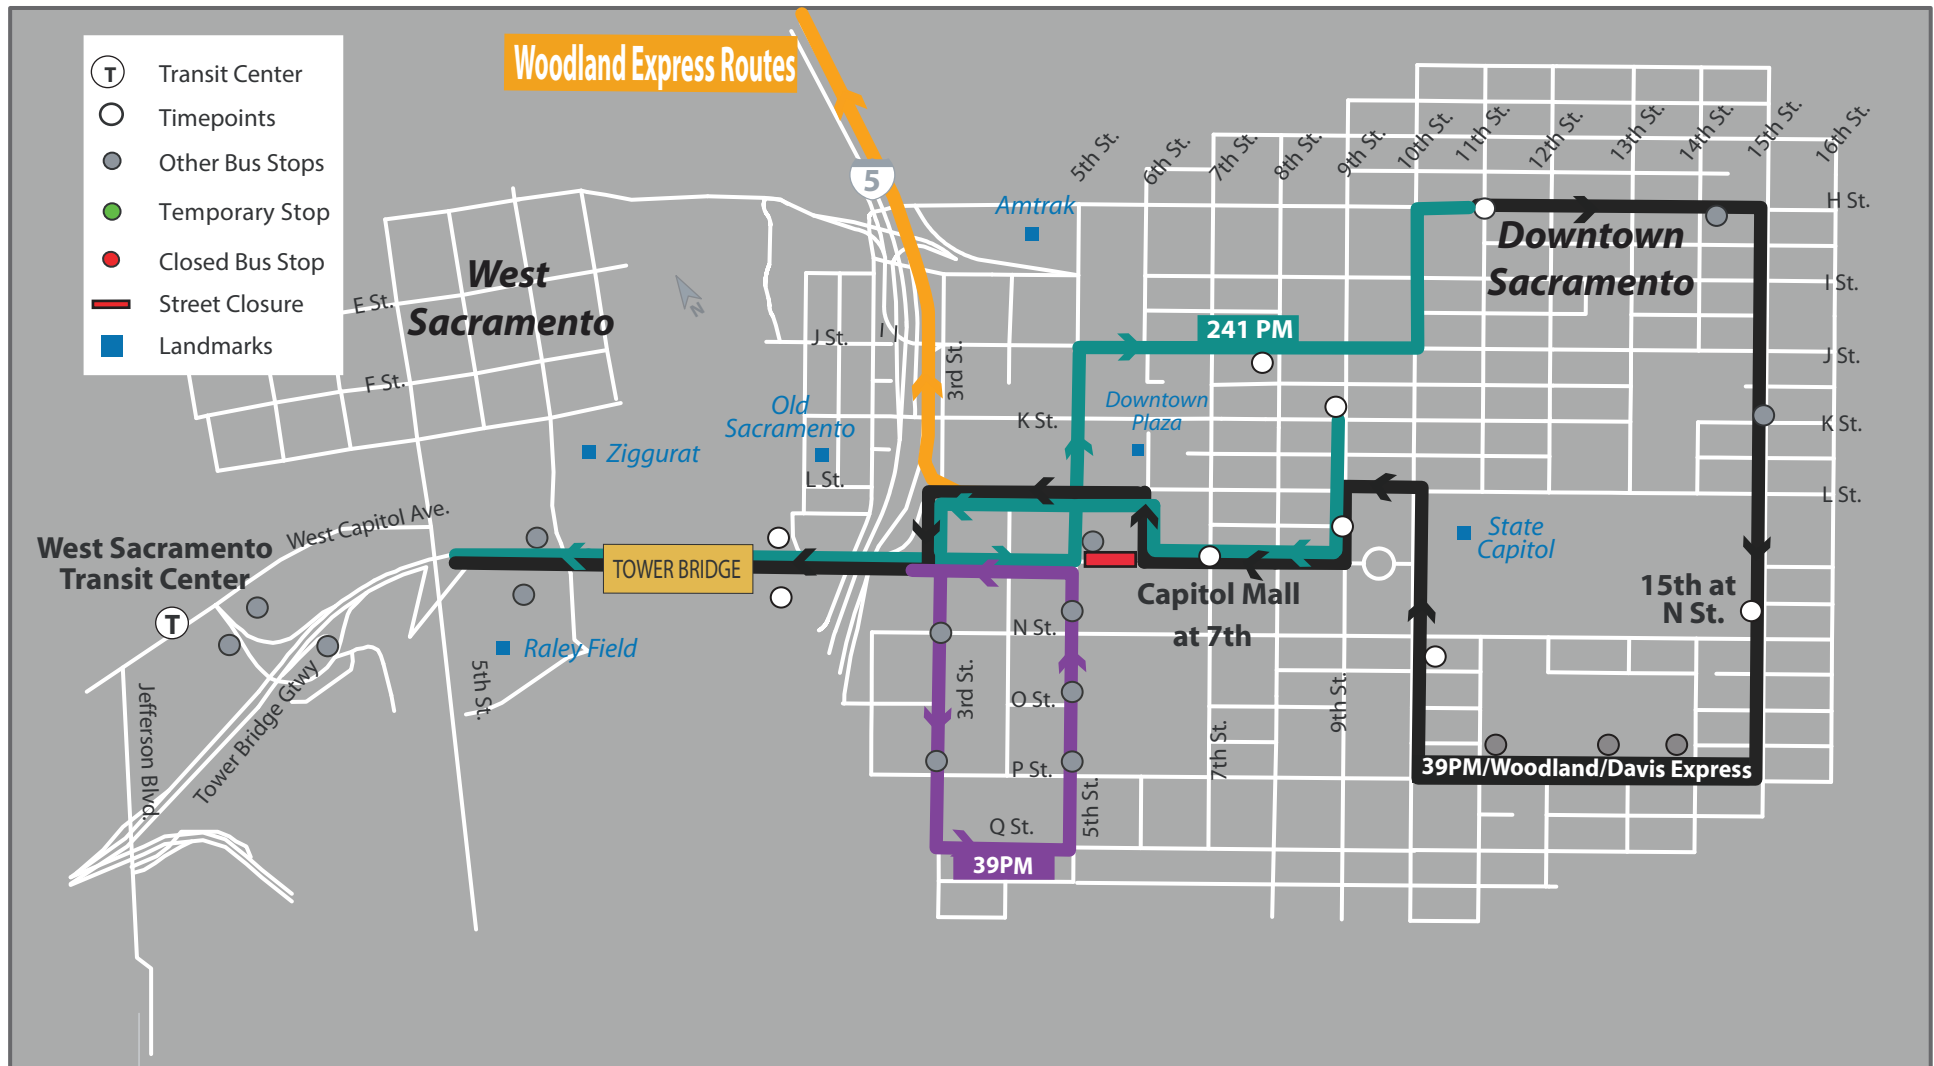 Woodland Express Routes
T Transit Center
Timepoints
Other Bus Stops
Temporary Stop
Closed Bus Stop
Street Closure
Landmarks
5
5th St.
6th St.
7th St.
8th St.
9th St.
10th St.
11th St.
12th St.
13th St.
14th St.
15th St.
16th St.
H St.
I St.
J St.
K St.
L St.
Amtrak
Downtown
Sacramento
West
Sacramento
N
E St.
F St.
J St.
3rd St.
241 PM
Old
Sacramento
K St.
Downtown
Plaza
Ziggurat
L St.
West Capitol Ave.
West Sacramento
Transit Center
T
TOWER BRIDGE
State
Capitol
Capitol Mall
at 7th
15th at
N St.
Raley Field
N St.
3rd St.
O St.
P St.
Q St.
5th St.
7th St.
9th St.
5th St.
Jefferson Blvd.
Tower Bridge Gtwy
39PM/Woodland/Davis Express
39PM